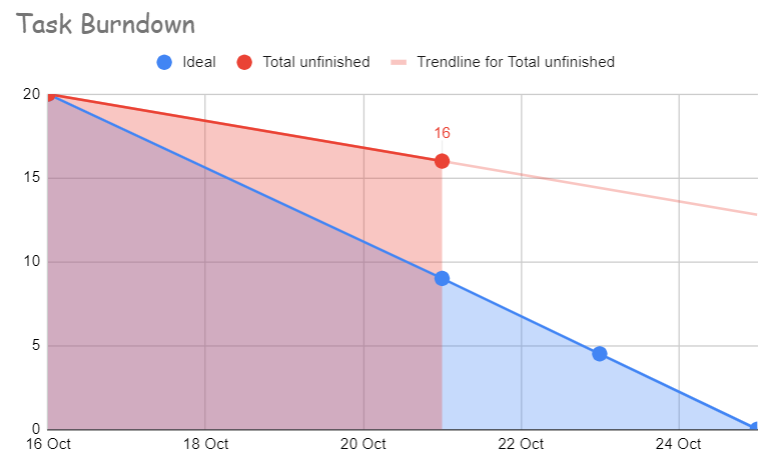 Task Burndown
Ideal Total unfinished Trendline for Total unfinished
20
16
15
10
5
0
16 Oct 18 Oct 20 Oct 22 Oct 24 Oct